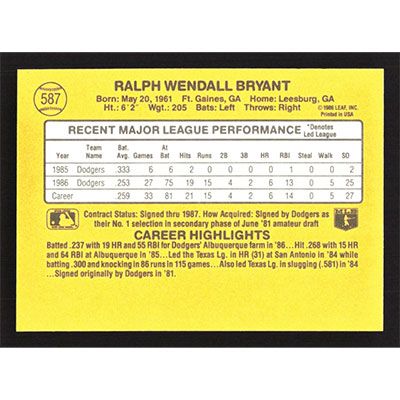 587
RALPH WENDALL BRYANT
Born: May 20, 1961 Ft. Gaines, GA Home: Leesburg, GA
Ht.: 6'2" Wgt.: 205 Bats: Left Throws: Right
© 1986 LEAF, INC.
Printed in USA
RECENT MAJOR LEAGUE PERFORMANCE *Denotes Led League
Year Team Name Bat. Avg. Games At Bat Hits Runs 2B 3B HR RBI Steal Walk SO
1985 Dodgers .333 6 6 2 0 0 0 0 1 0 0 2
1986 Dodgers .253 27 75 19 15 4 2 6 13 0 5 25
Career .259 33 81 21 15 4 2 6 14 0 5 27
Contract Status: Signed thru 1987. How Acquired: Signed by Dodgers as
their No. 1 selection in secondary phase of June '81 amateur draft
CAREER HIGHLIGHTS
Batted .237 with 19 HR and 55 RBI for Dodgers' Albuquerque farm in '86...Hit .268 with 15 HR
and 64 RBI at Albuquerque in '85...Led the Texas Lg. in HR (31) at San Antonio in '84 while
batting .300 and knocking in 86 runs in 115 games...Also led Texas Lg. in slugging (.581) in '84
...Signed originally by Dodgers in '81.